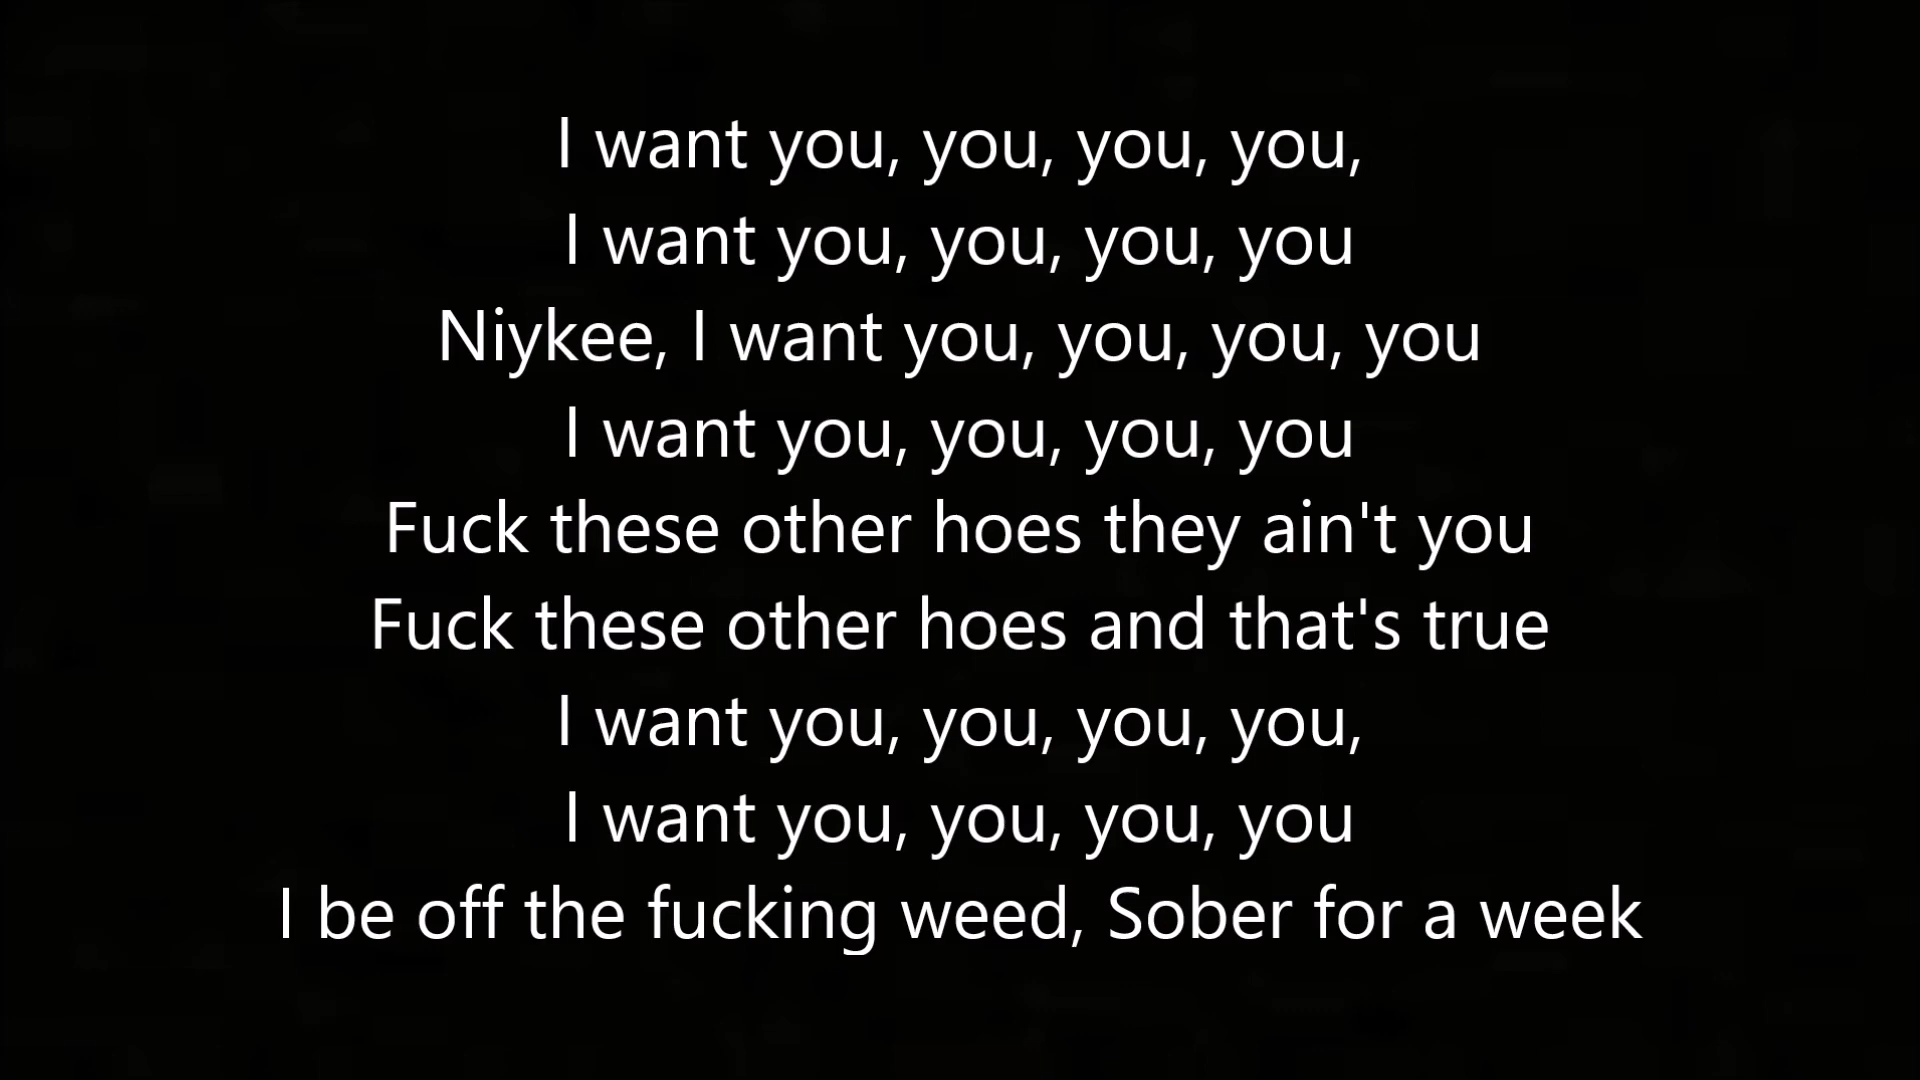 I want you, you, you, you,
I want you, you, you, you
Niykee, I want you, you, you, you
I want you, you, you, you
Fuck these other hoes they ain't you
Fuck these other hoes and that's true
I want you, you, you, you,
I want you, you, you, you
I be off the fucking weed, Sober for a week